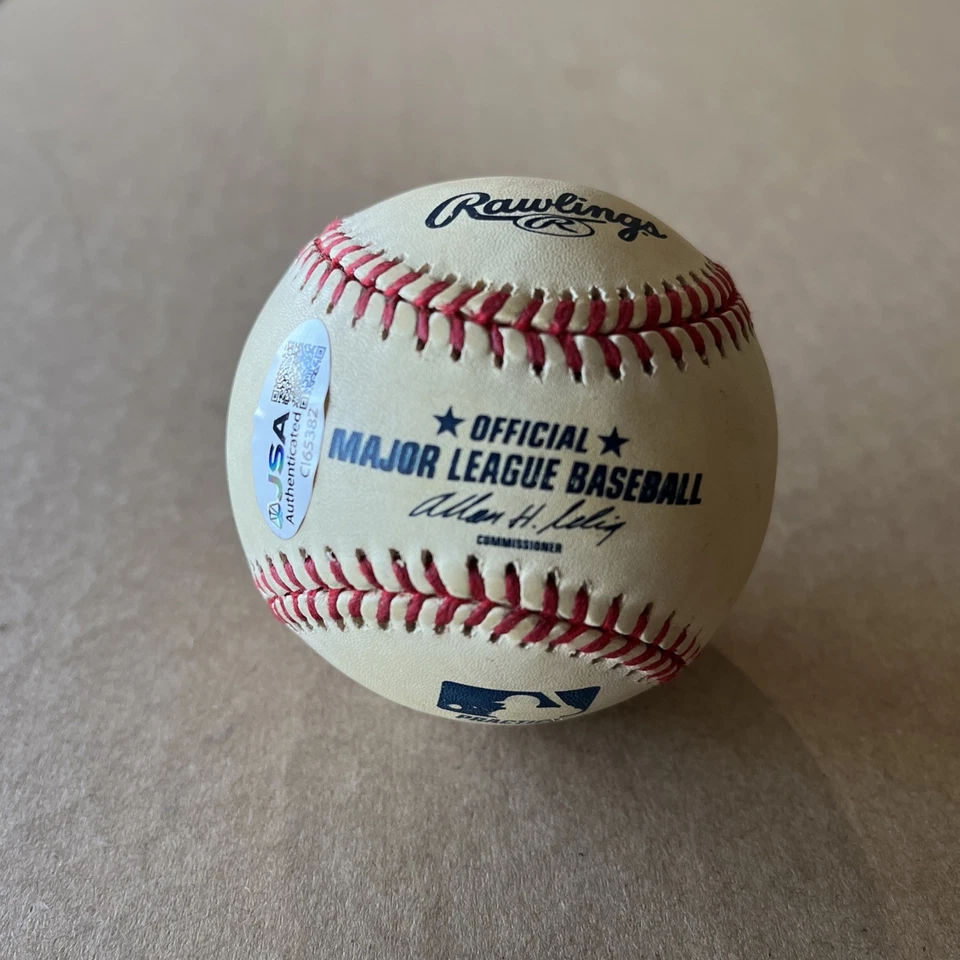 Rawlings
R
★ OFFICIAL ★
MAJOR LEAGUE BASEBALL
Allan H. Selig
COMMISSIONER
JSA
Authenticated
CI65382